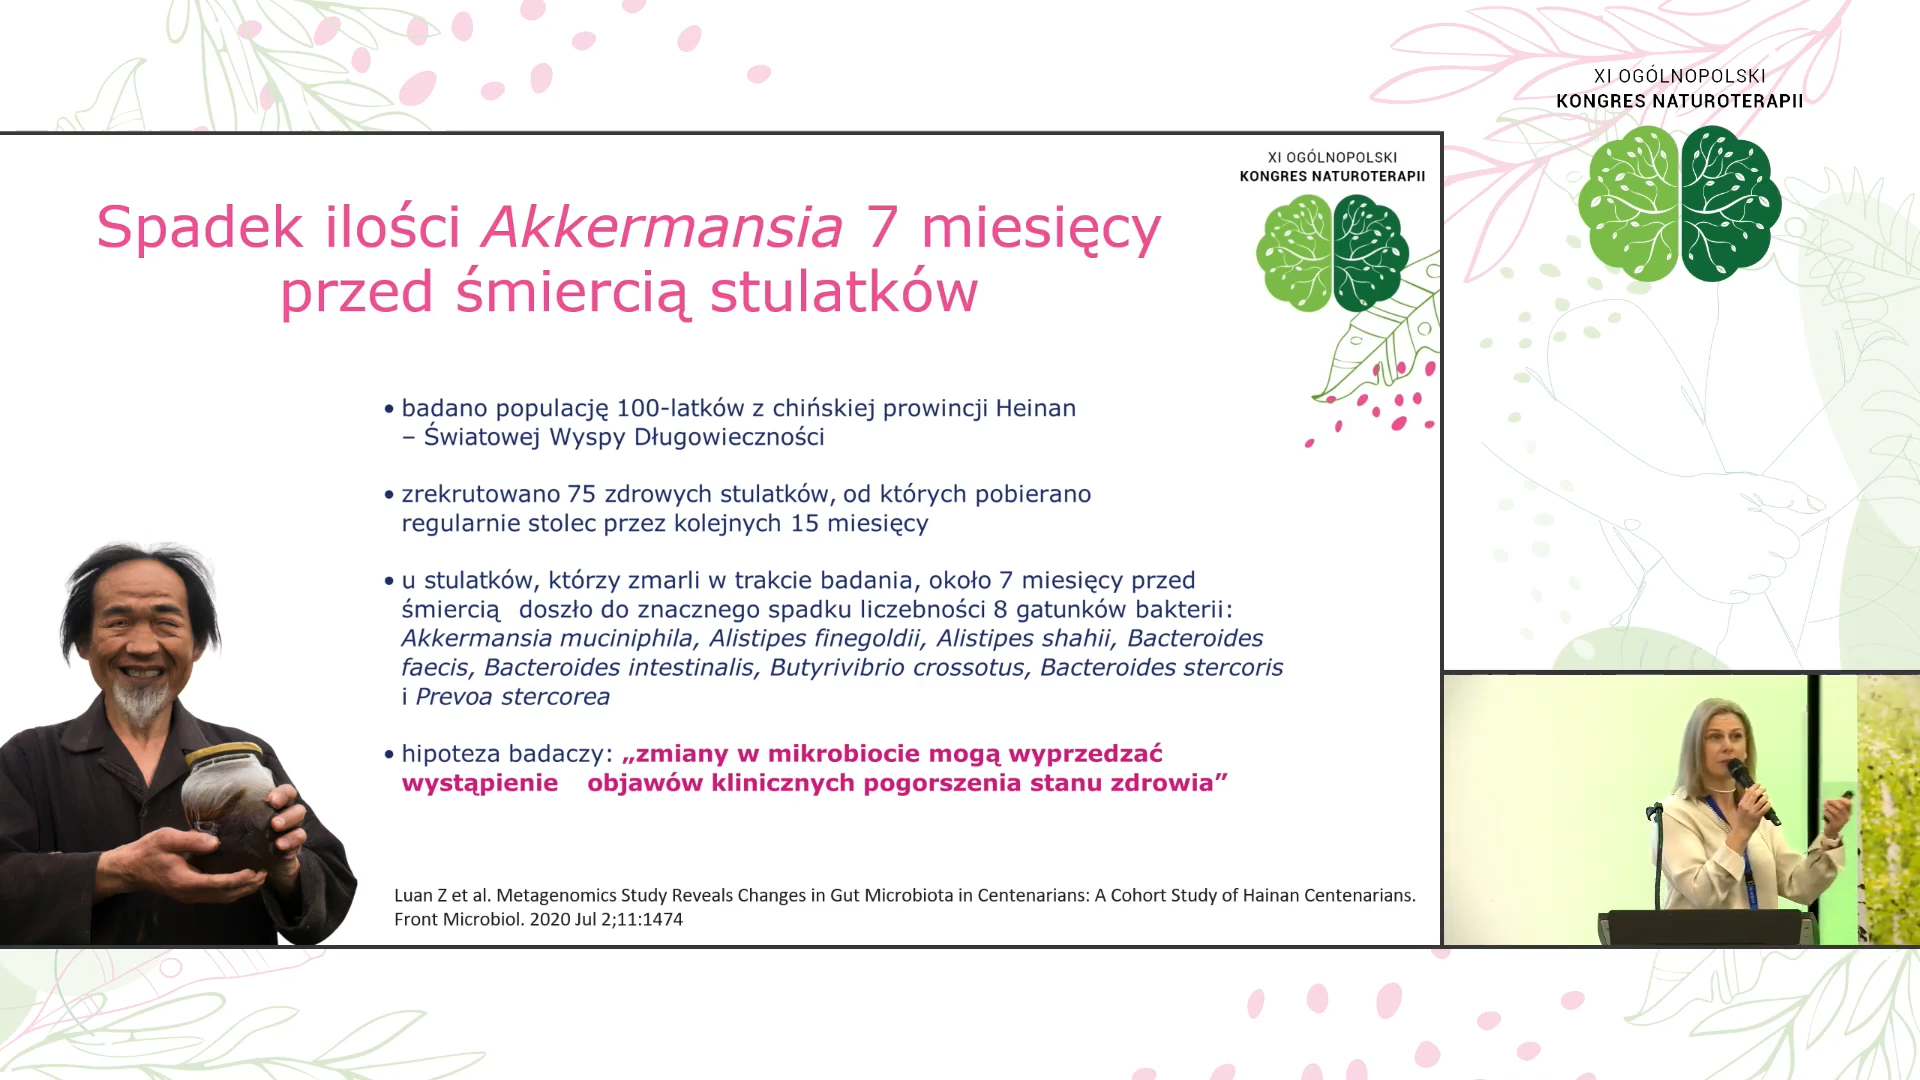 XI OGÓLNOPOLSKI
KONGRES NATUROTERAPII
XI OGÓLNOPOLSKI
KONGRES NATUROTERAPII
Spadek ilości Akkermansia 7 miesięcy
przed śmiercią stulatków
• badano populację 100-latków z chińskiej prowincji Heinan
– Światowej Wyspy Długowieczności
• zrekrutowano 75 zdrowych stulatków, od których pobierano
regularnie stolec przez kolejnych 15 miesięcy
• u stulatków, którzy zmarli w trakcie badania, około 7 miesięcy przed
śmiercią doszło do znacznego spadku liczebności 8 gatunków bakterii:
Akkermansia muciniphila, Alistipes finegoldii, Alistipes shahii, Bacteroides
faecis, Bacteroides intestinalis, Butyrivibrio crossotus, Bacteroides stercoris
i Prevoa stercorea
• hipoteza badaczy: „zmiany w mikrobiocie mogą wyprzedzać
wystąpienie objawów klinicznych pogorszenia stanu zdrowia”
Luan Z et al. Metagenomics Study Reveals Changes in Gut Microbiota in Centenarians: A Cohort Study of Hainan Centenarians.
Front Microbiol. 2020 Jul 2;11:1474